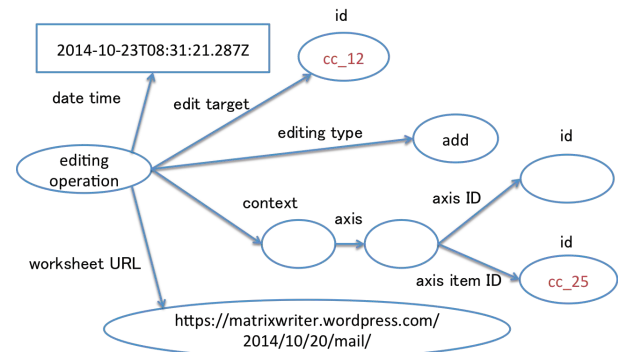 id
2014-10-23T08:31:21.287Z
cc_12
date time
edit target
editing type
add
id
editing
operation
context
axis
axis ID
id
worksheet URL
axis item ID
cc_25
https://matrixwriter.wordpress.com/
2014/10/20/mail/